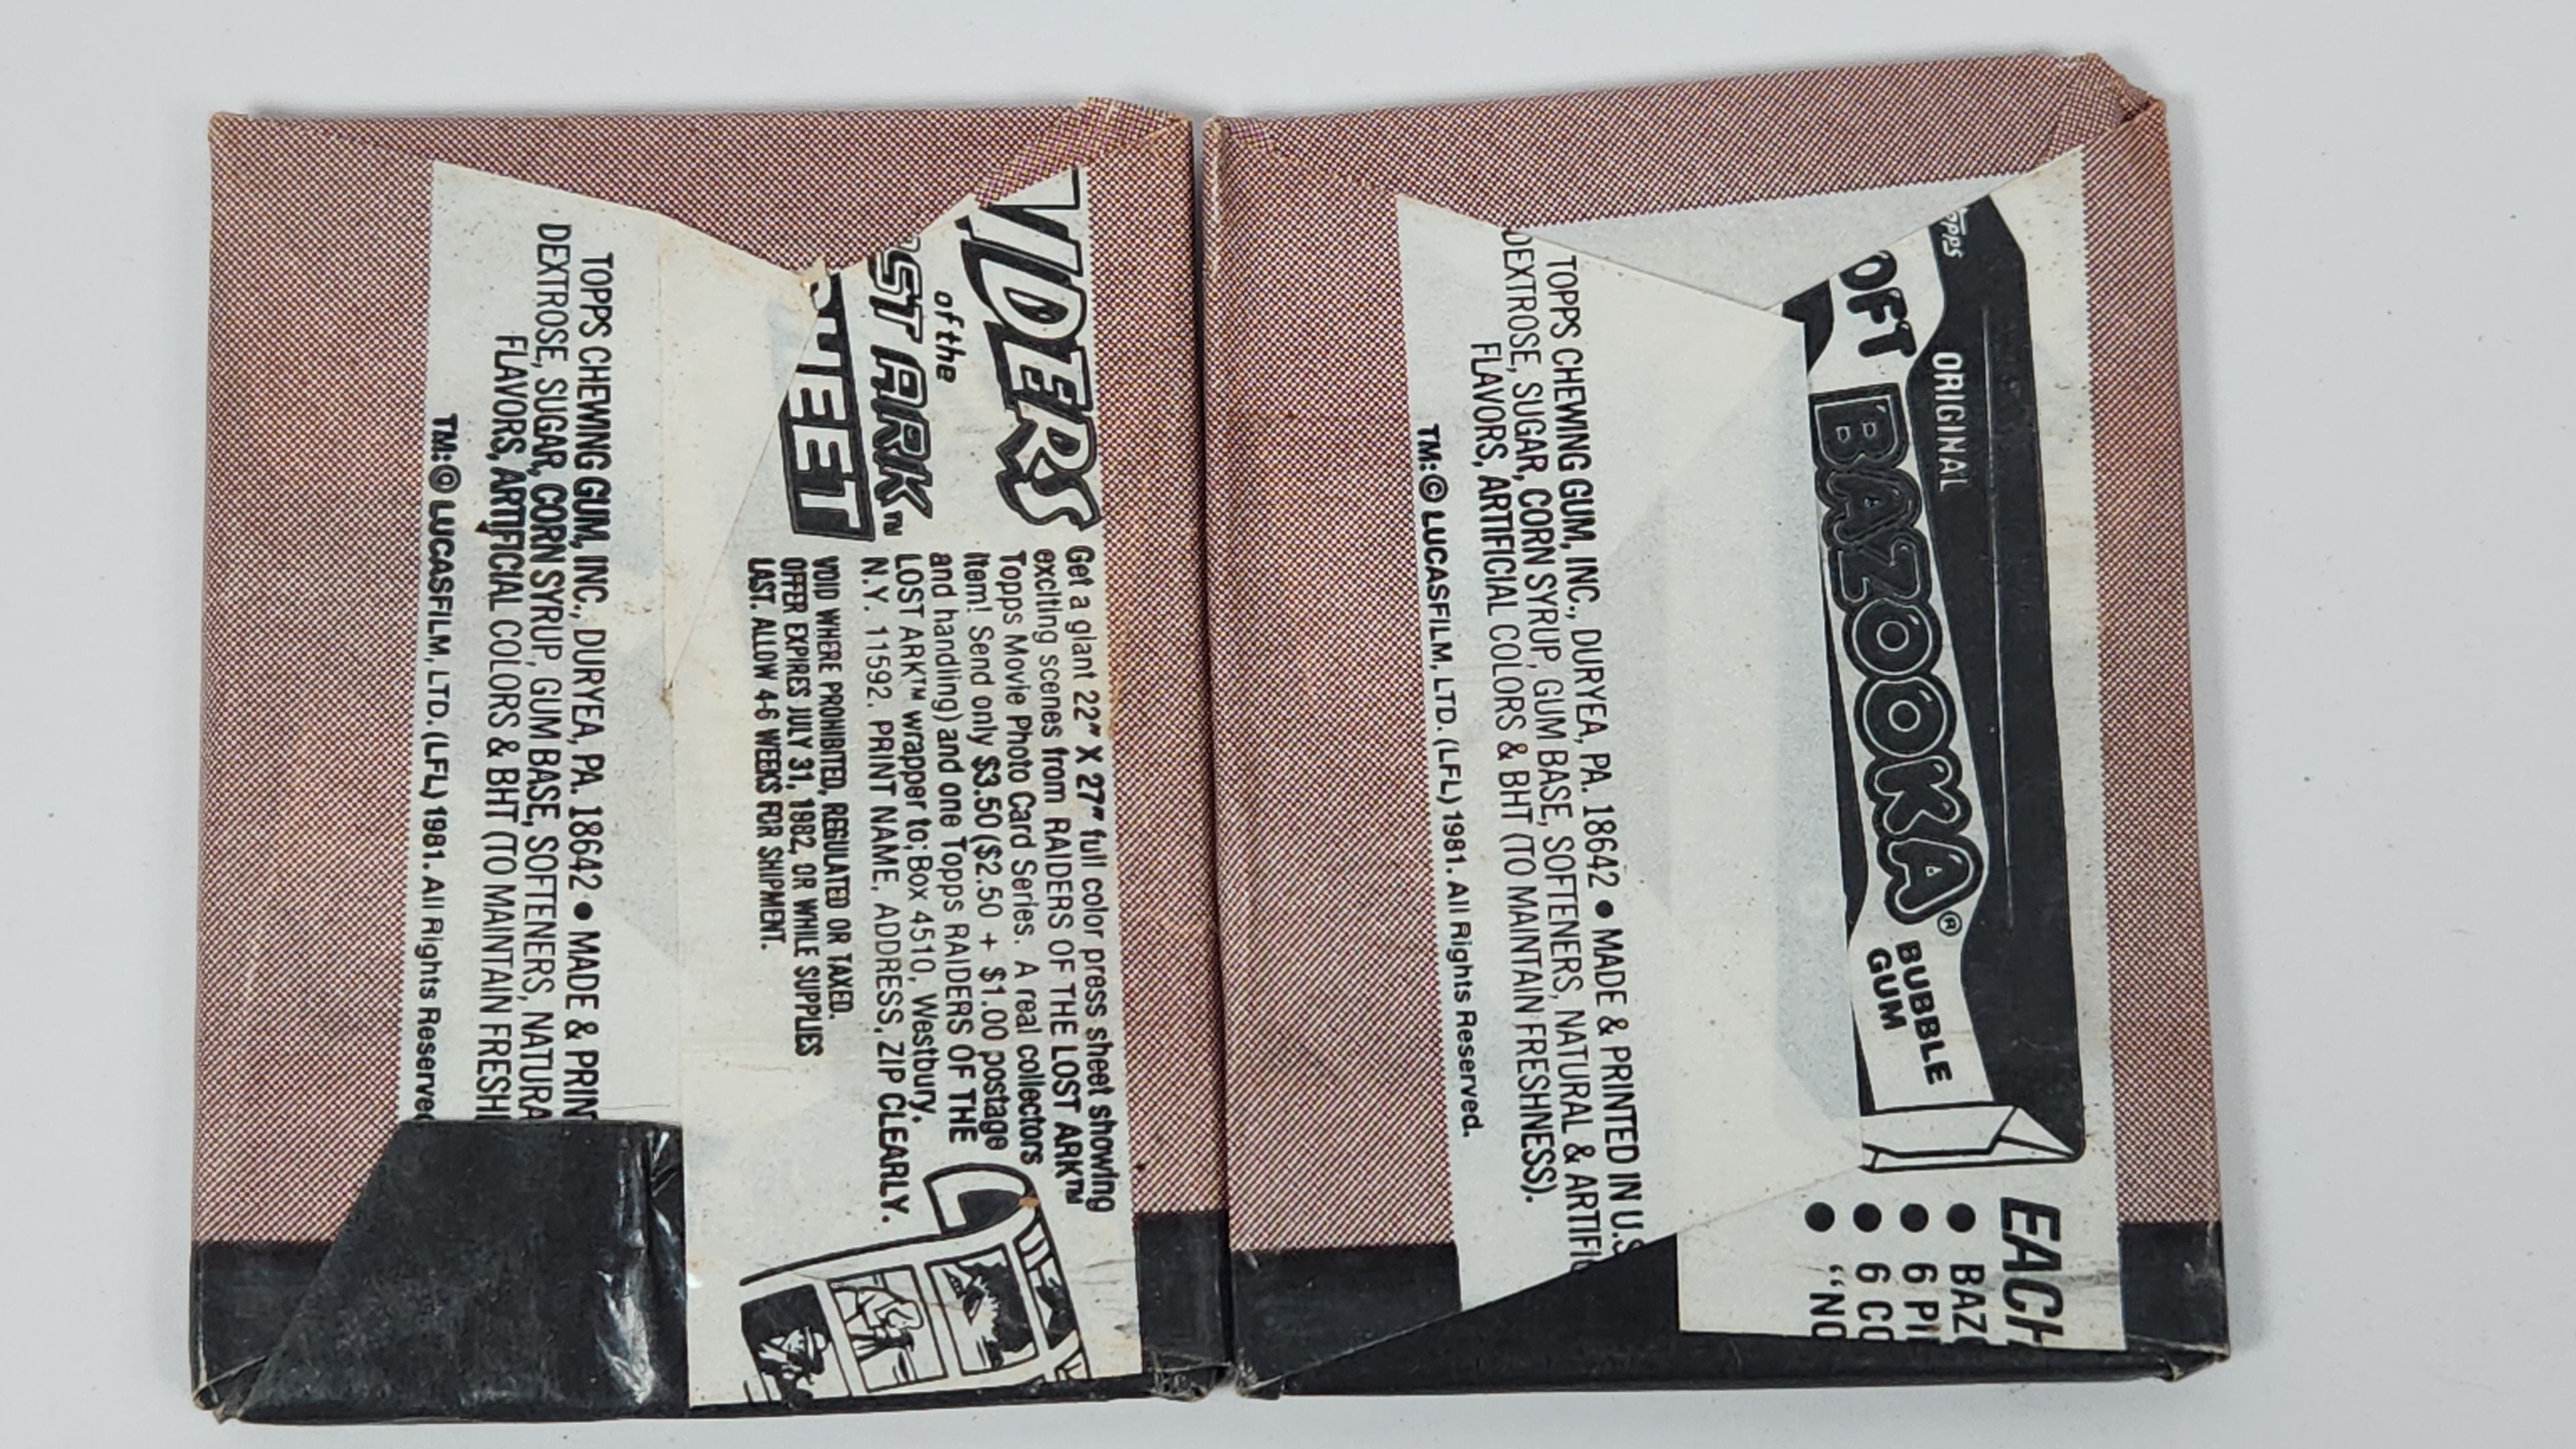 IDERS
of the
OST ARK™
SHEET
Get a giant 22" X 27" full color press sheet showing
exciting scenes from RAIDERS OF THE LOST ARK™
Topps Movie Photo Card Series. A real collectors
item! Send only $3.50 ($2.50 + $1.00 postage
and handling) and one Topps RAIDERS OF THE
LOST ARK™ wrapper to: Box 4510, Westbury,
N.Y. 11592. PRINT NAME, ADDRESS, ZIP CLEARLY.
VOID WHERE PROHIBITED, REGULATED OR TAXED.
OFFER EXPIRES JULY 31, 1982, OR WHILE SUPPLIES
LAST. ALLOW 4-6 WEEKS FOR SHIPMENT.
TOPPS CHEWING GUM, INC., DURYEA, PA. 18642 • MADE & PRIN
DEXTROSE, SUGAR, CORN SYRUP, GUM BASE, SOFTENERS, NATURA
FLAVORS, ARTIFICIAL COLORS & BHT (TO MAINTAIN FRESH
TM: © LUCASFILM, LTD. (LFL) 1981. All Rights Reserved
TOPPS
ORIGINAL
OFT
BAZOOKA®
BUBBLE
GUM
EACH
• BAZ
• 6 PI
• 6 CO
• “NO
TOPPS CHEWING GUM, INC., DURYEA, PA. 18642 • MADE & PRINTED IN U.S
DEXTROSE, SUGAR, CORN SYRUP, GUM BASE, SOFTENERS, NATURAL & ARTIFI
FLAVORS, ARTIFICIAL COLORS & BHT (TO MAINTAIN FRESHNESS).
TM: © LUCASFILM, LTD. (LFL) 1981. All Rights Reserved.